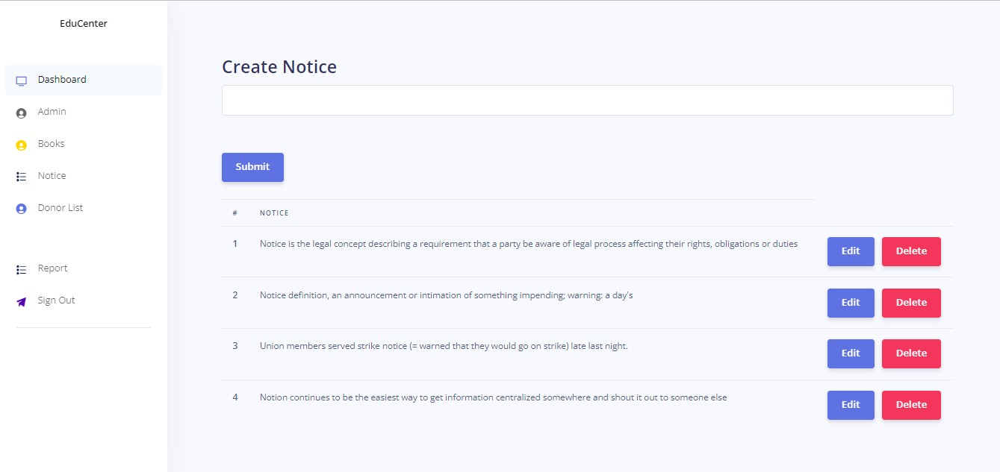 EduCenter
Dashboard
Admin
Books
Notice
Donor List
Report
Sign Out
Create Notice
Submit
# NOTICE
1 Notice is the legal concept describing a requirement that a party be aware of legal process affecting their rights, obligations or duties Edit Delete
2 Notice definition, an announcement or intimation of something impending; warning: a day's Edit Delete
3 Union members served strike notice (= warned that they would go on strike) late last night. Edit Delete
4 Notion continues to be the easiest way to get information centralized somewhere and shout it out to someone else Edit Delete